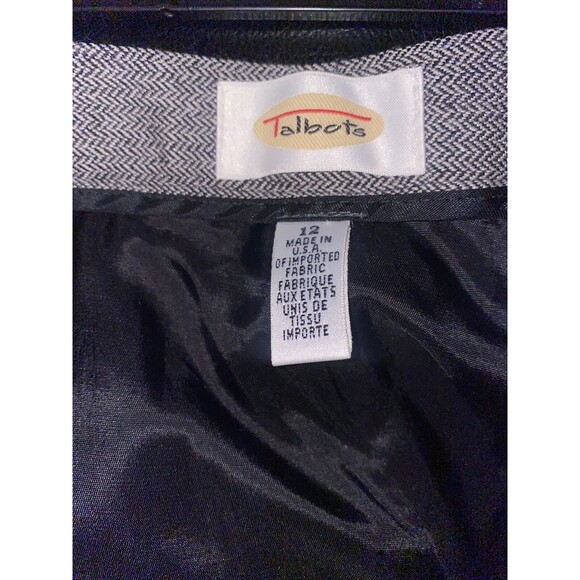 Talbots
12
MADE IN
U.S.A.
OF IMPORTED
FABRIC
FABRIQUE
AUX ETATS
UNIS DE
TISSU
IMPORTE